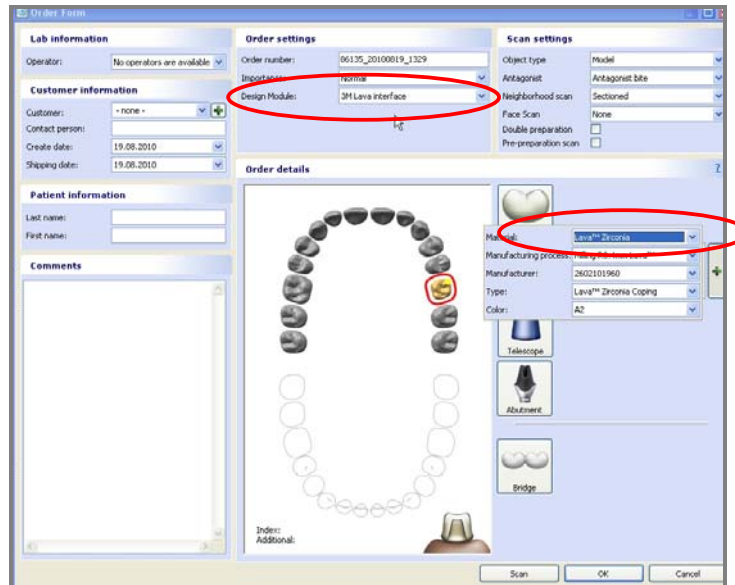 Order Form
Lab information
Operator: No operators are available
Customer information
Customer: - none -
Contact person:
Create date: 19.08.2010
Shipping date: 19.08.2010
Patient information
Last name:
First name:
Comments
Order settings
Order number: 06135_20100819_1329
Importance: Normal
Design Module: 3M Lava interface
Scan settings
Object type Model
Antagonist Antagonist bite
Neighborhood scan Sectioned
Face Scan None
Double preparation
Pre-preparation scan
Order details
?
Material: Lava™ Zirconia
Manufacturing process: Milling
Manufacturer: 2602101960
Type: Lava™ Zirconia Coping
Color: A2
Telescope
Abutment
Bridge
Index:
Additional:
Scan
OK
Cancel